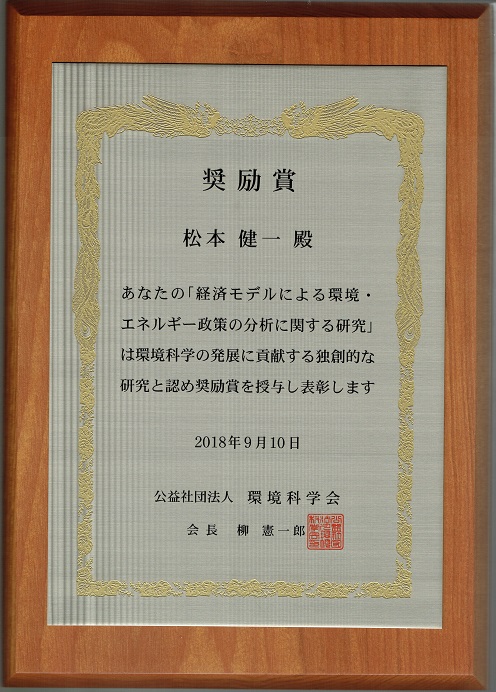 奨励賞
松本 健一 殿
あなたの「経済モデルによる環境・
エネルギー政策の分析に関する研究」
は環境科学の発展に貢献する独創的な
研究と認め奨励賞を授与し表彰します
2018年9月10日
公益社団法人 環境科学会
会長 柳 憲一郎